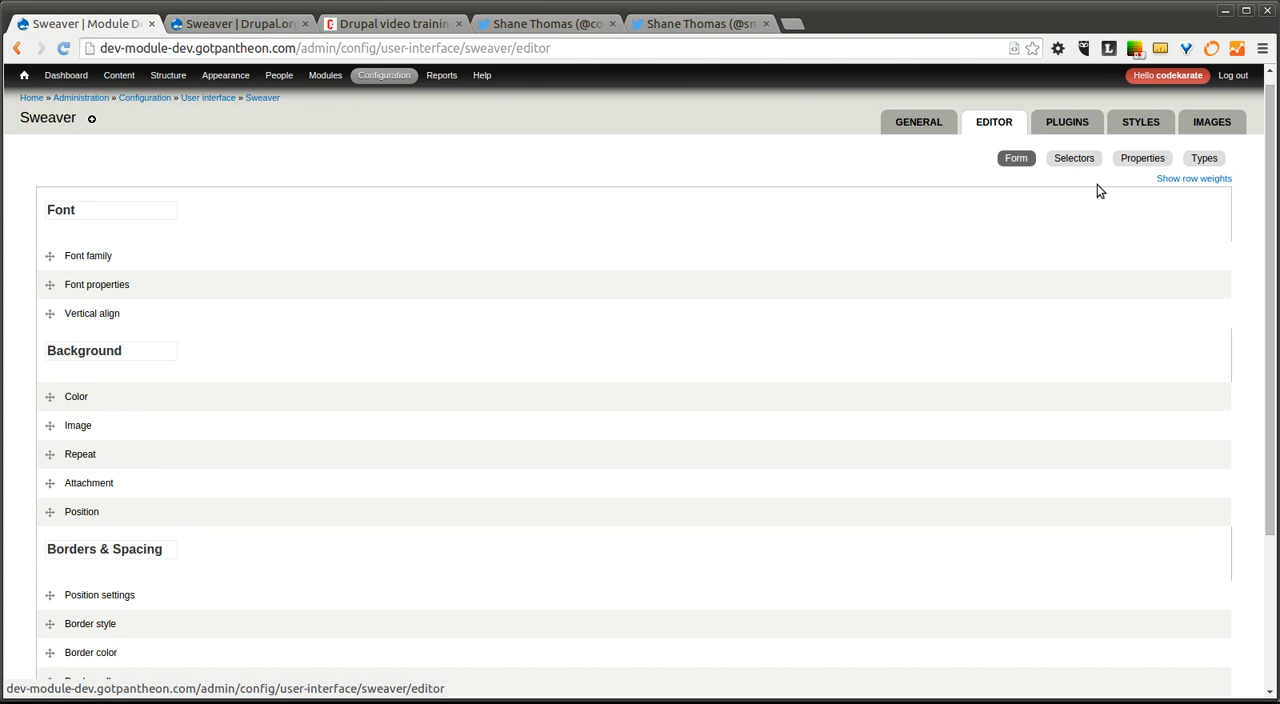 Sweaver | Module D
Sweaver | Drupal.or
Drupal video trainin
Shane Thomas (@co
Shane Thomas (@sm
dev-module-dev.gotpantheon.com/admin/config/user-interface/sweaver/editor
Dashboard Content Structure Appearance People Modules Configuration Reports Help Hello codekarate Log out
Home » Administration » Configuration » User interface » Sweaver
Sweaver
GENERAL EDITOR PLUGINS STYLES IMAGES
Form Selectors Properties Types
Show row weights
Font
Font family
Font properties
Vertical align
Background
Color
Image
Repeat
Attachment
Position
Borders & Spacing
Position settings
Border style
Border color
dev-module-dev.gotpantheon.com/admin/config/user-interface/sweaver/editor